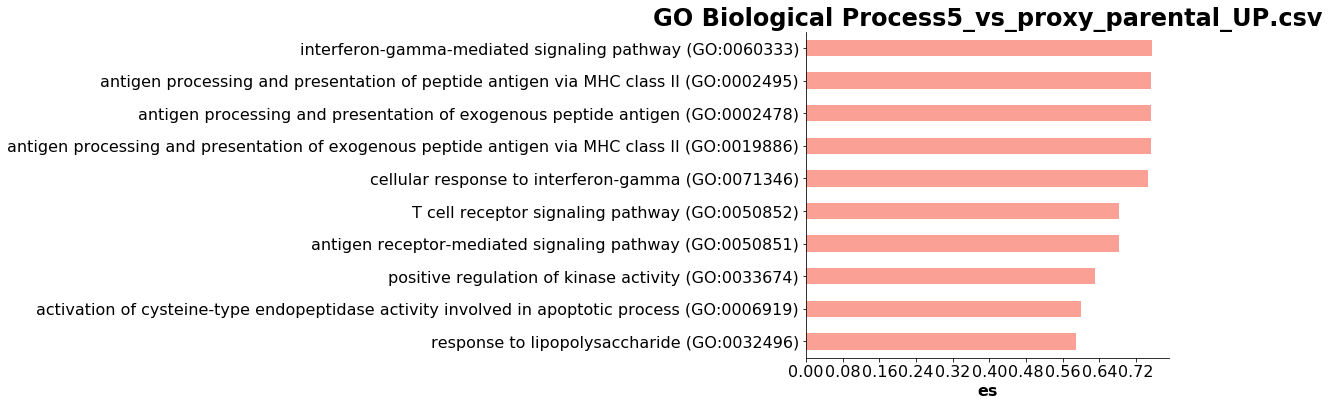 GO Biological Process5_vs_proxy_parental_UP.csv
interferon-gamma-mediated signaling pathway (GO:0060333)
antigen processing and presentation of peptide antigen via MHC class II (GO:0002495)
antigen processing and presentation of exogenous peptide antigen (GO:0002478)
antigen processing and presentation of exogenous peptide antigen via MHC class II (GO:0019886)
cellular response to interferon-gamma (GO:0071346)
T cell receptor signaling pathway (GO:0050852)
antigen receptor-mediated signaling pathway (GO:0050851)
positive regulation of kinase activity (GO:0033674)
activation of cysteine-type endopeptidase activity involved in apoptotic process (GO:0006919)
response to lipopolysaccharide (GO:0032496)
0.00 0.08 0.16 0.24 0.32 0.40 0.48 0.56 0.64 0.72
es